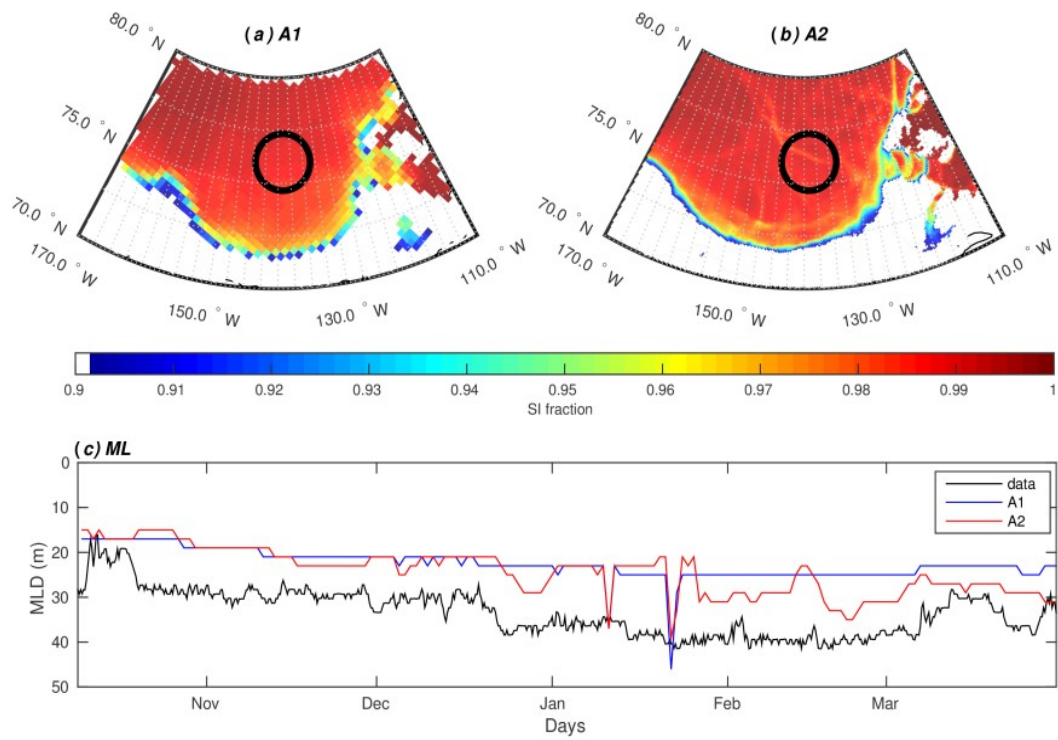 (a) A1
(b) A2
80.0 ° N
75.0 ° N
70.0 ° N
170.0 ° W
150.0 ° W
130.0 ° W
110.0 ° W
80.0 ° N
75.0 ° N
70.0 ° N
170.0 ° W
150.0 ° W
130.0 ° W
110.0 ° W
0.9 0.91 0.92 0.93 0.94 0.95 0.96 0.97 0.98 0.99 1
SI fraction
(c) ML
0
10
20
30
40
50
MLD (m)
data
A1
A2
Nov Dec Jan Feb Mar
Days